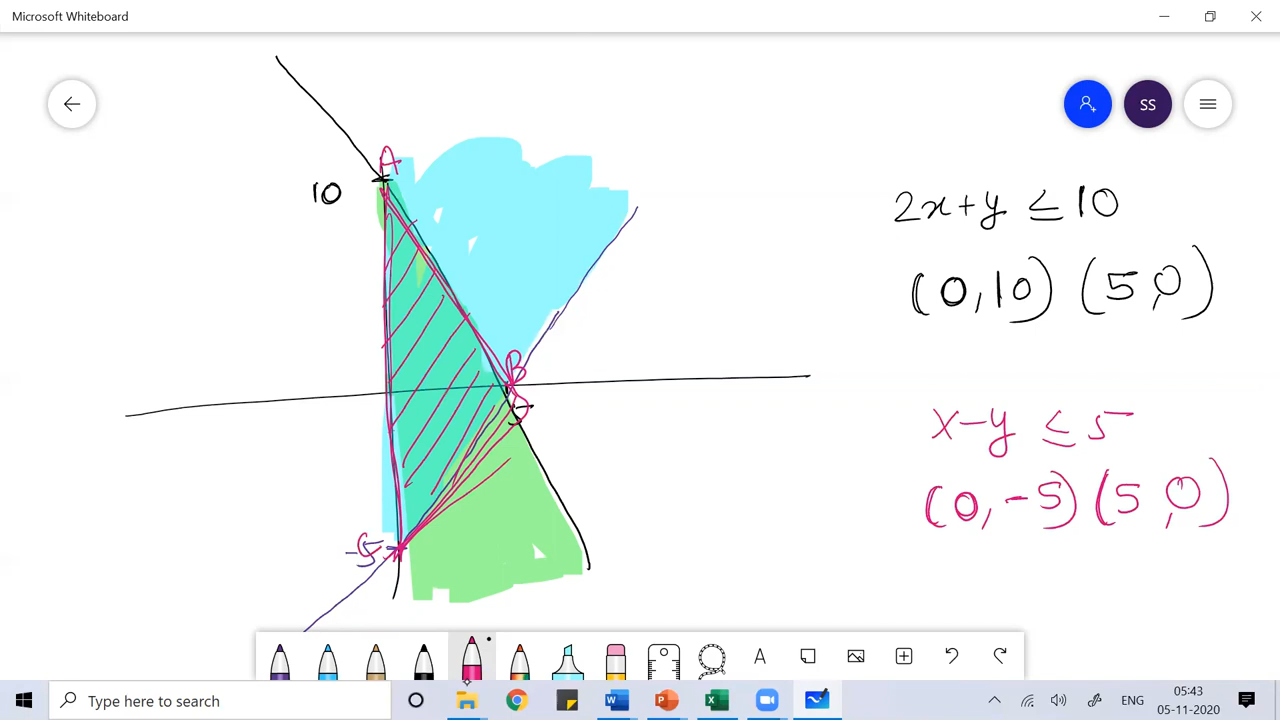 Microsoft Whiteboard
SS
A
10
2x+y ≤ 10
(0,10) (5,0)
B
5
x-y ≤ 5
(0,-5) (5,0)
-5
A
Type here to search
ENG
05:43
05-11-2020